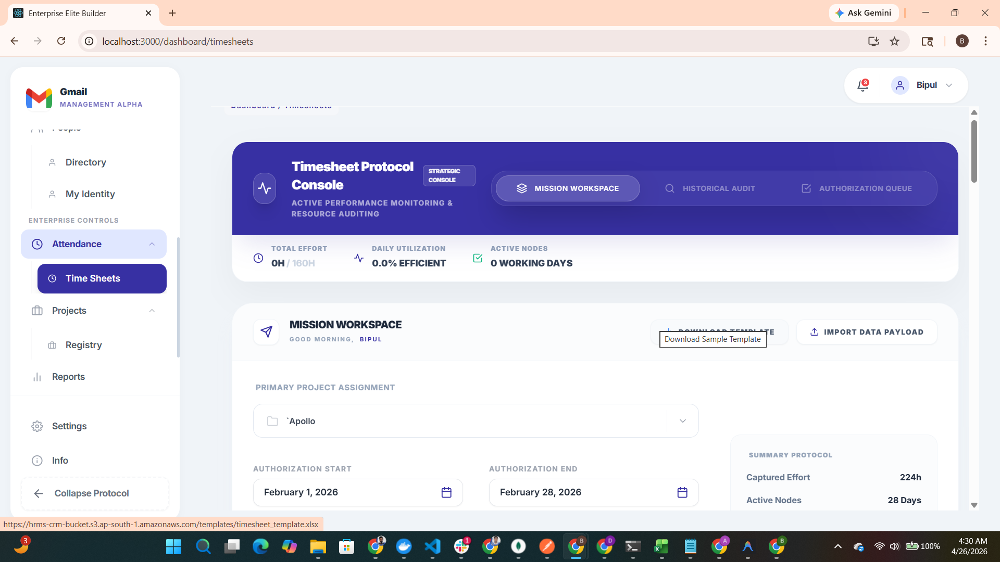 Enterprise Elite Builder
Ask Gemini
localhost:3000/dashboard/timesheets
B
Gmail
MANAGEMENT ALPHA
3
Bipul
People
Dashboard / Timesheets
Directory
My Identity
ENTERPRISE CONTROLS
Attendance
Time Sheets
Projects
Registry
Reports
Settings
Info
Collapse Protocol
Timesheet Protocol
Console
STRATEGIC
CONSOLE
ACTIVE PERFORMANCE MONITORING &
RESOURCE AUDITING
MISSION WORKSPACE
HISTORICAL AUDIT
AUTHORIZATION QUEUE
TOTAL EFFORT
0H / 160H
DAILY UTILIZATION
0.0% EFFICIENT
ACTIVE NODES
0 WORKING DAYS
MISSION WORKSPACE
GOOD MORNING, BIPUL
DOWNLOAD TEMPLATE
Download Sample Template
IMPORT DATA PAYLOAD
PRIMARY PROJECT ASSIGNMENT
`Apollo
AUTHORIZATION START
February 1, 2026
AUTHORIZATION END
February 28, 2026
SUMMARY PROTOCOL
Captured Effort 224h
Active Nodes 28 Days
https://hrms-crm-bucket.s3.ap-south-1.amazonaws.com/templates/timesheet_template.xlsx
3
1
B
D
A
B
100%
4:30 AM
4/26/2026